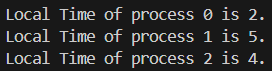 Local Time of process 0 is 2.
Local Time of process 1 is 5.
Local Time of process 2 is 4.